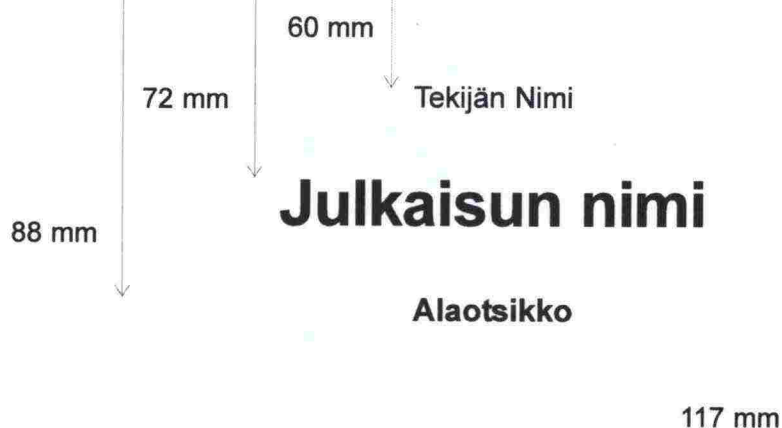 60 mm
72 mm
Tekijän Nimi
Julkaisun nimi
88 mm
Alaotsikko
117 mm